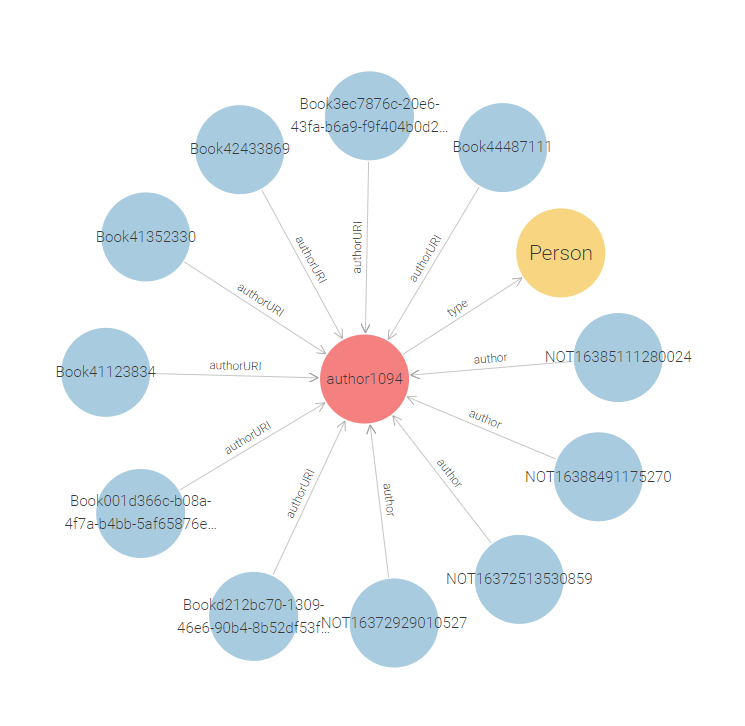 Book3ec7876c-20e6-
43fa-b6a9-f9f404b0d2...
Book42433869
Book44487111
authorURI
authorURI
authorURI
Book41352330
Person
authorURI
type
Book41123834
authorURI
author1094
author
NOT16385111280024
authorURI
author
NOT16388491175270
Book001d366c-b08a-
4f7a-b4bb-5af65876e...
authorURI
author
author
NOT16372513530859
Bookd212bc70-1309-
46e6-90b4-8b52df53f...
NOT16372929010527